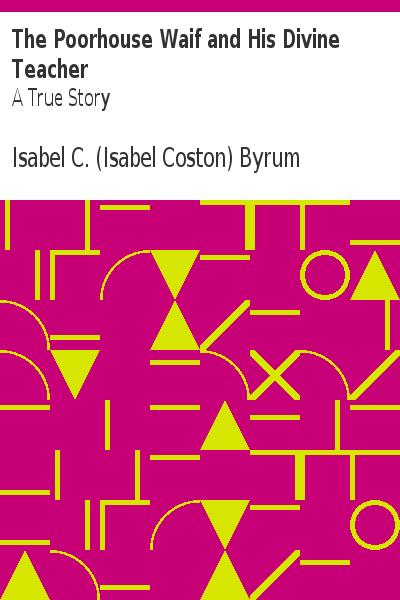 The Poorhouse Waif and His Divine
Teacher
A True Story
Isabel C. (Isabel Coston) Byrum